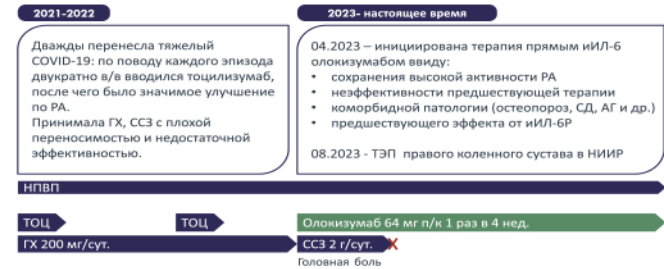 2021-2022
Дважды перенесла тяжелый
COVID-19: по поводу каждого эпизода
двукратно в/в вводился тоцилизумаб,
после чего было значимое улучшение
по РА.
Принимала ГХ, ССЗ с плохой
переносимостью и недостаточной
эффективностью.
2023- настоящее время
04.2023 – инициирована терапия прямым иИЛ-6
олокизумабом ввиду:
• сохранения высокой активности РА
• неэффективности предшествующей терапии
• коморбидной патологии (остеопороз, СД, АГ и др.)
• предшествующего эффекта от иИЛ-6Р
08.2023 - ТЭП правого коленного сустава в НИИР
НПВП
ТОЦ
ТОЦ
Олокизумаб 64 мг п/к 1 раз в 4 нед.
ГХ 200 мг/сут.
ССЗ 2 г/сут.
Головная боль